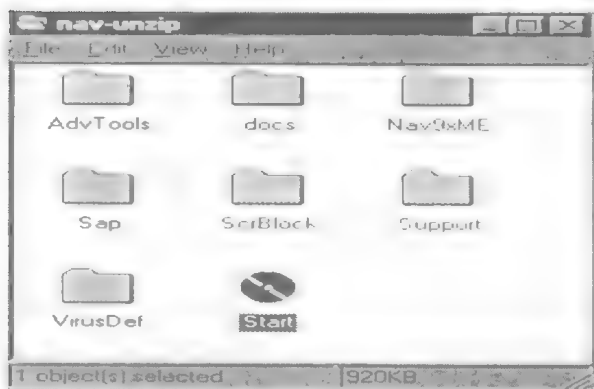 nav-unzip
File Edit View Help
AdvTools docs Nav9xME
Sap ScrBlock Support
VirusDef Start
1 object(s) selected 920KB